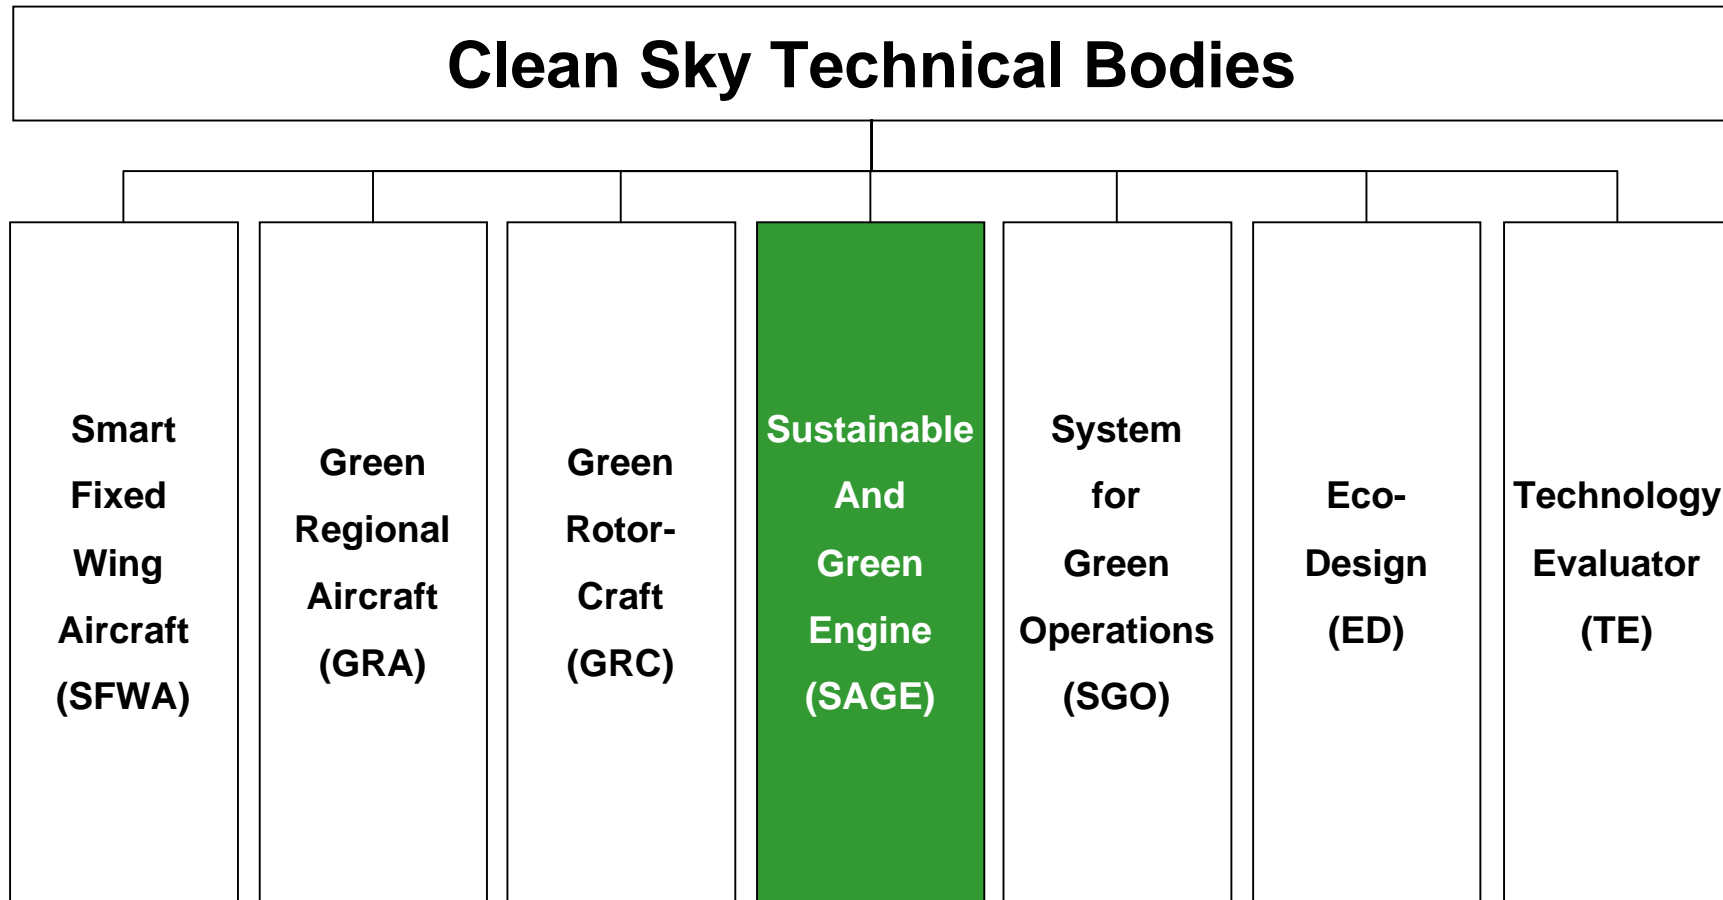 Clean Sky Technical Bodies
Smart
Fixed
Wing
Aircraft
(SFWA)
Green
Regional
Aircraft
(GRA)
Green
Rotor-
Craft
(GRC)
Sustainable
And
Green
Engine
(SAGE)
System
for
Green
Operations
(SGO)
Eco-
Design
(ED)
Technology
Evaluator
(TE)